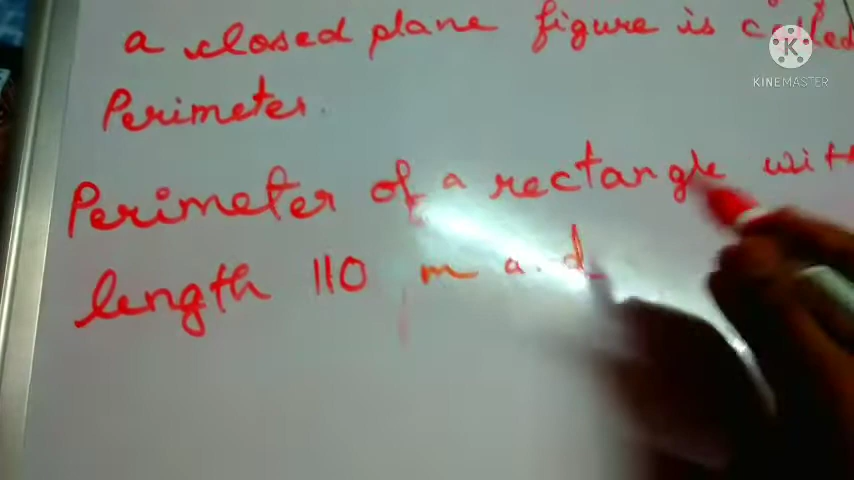 a closed plane figure is called
KINEMASTER
Perimeter.
Perimeter of a rectangle with
length 110 m and